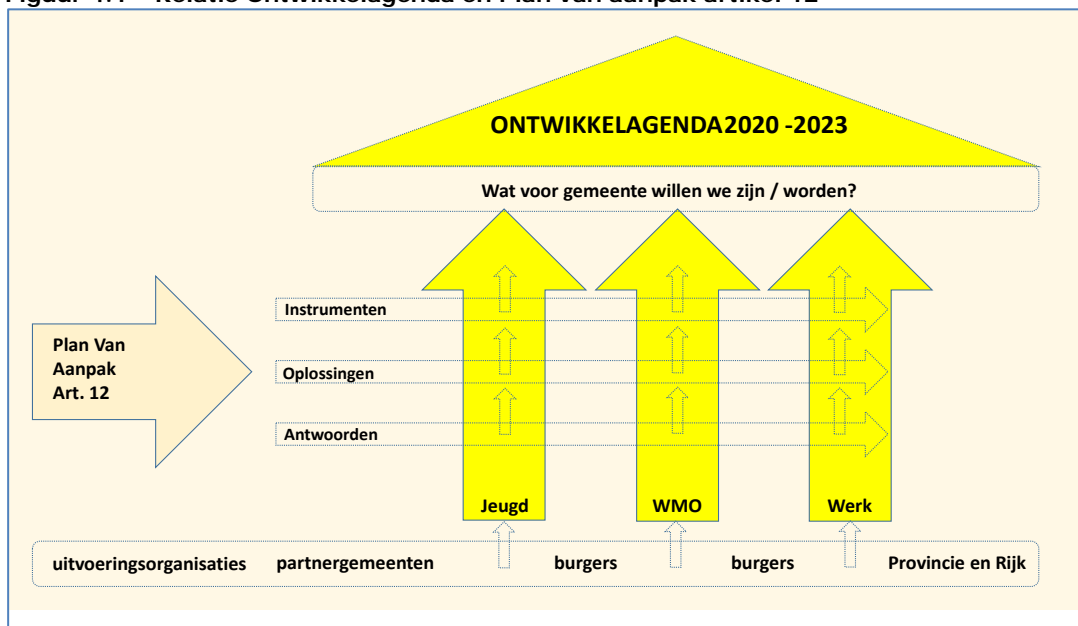 ONTWIKKELAGENDA2020 -2023
Wat voor gemeente willen we zijn / worden?
Instrumenten
Plan Van
Aanpak
Art. 12
Oplossingen
Antwoorden
Jeugd WMO Werk
uitvoeringsorganisaties partnergemeenten burgers burgers Provincie en Rijk